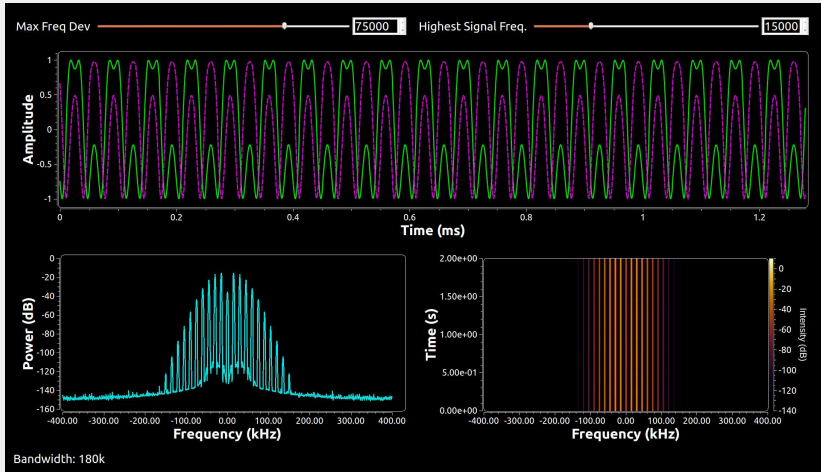 Max Freq Dev 75000 Highest Signal Freq. 15000
Amplitude
1
0.5
0
-0.5
-1
0 0.2 0.4 0.6 0.8 1 1.2
Time (ms)
Power (dB)
0
-20
-40
-60
-80
-100
-120
-140
-160
-400.00 -300.00 -200.00 -100.00 0.00 100.00 200.00 300.00 400.00
Frequency (kHz)
Time (s)
2.00e+00
1.50e+00
1.00e+00
5.00e-01
0.00e+00
-400.00 -300.00 -200.00 -100.00 0.00 100.00 200.00 300.00 400.00
Frequency (kHz)
0
-20
-40
-60
-80
-100
-120
-140
Intensity (dB)
Bandwidth: 180k